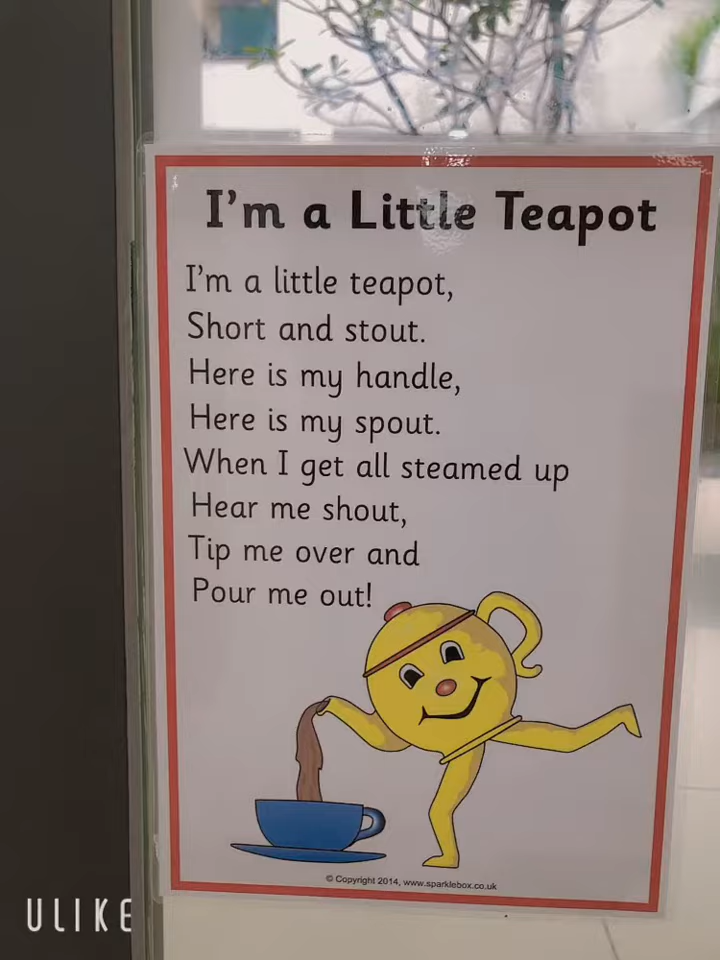 I'm a Little Teapot
I'm a little teapot,
Short and stout.
Here is my handle,
Here is my spout.
When I get all steamed up
Hear me shout,
Tip me over and
Pour me out!
© Copyright 2014, www.sparklebox.co.uk
ULIKE